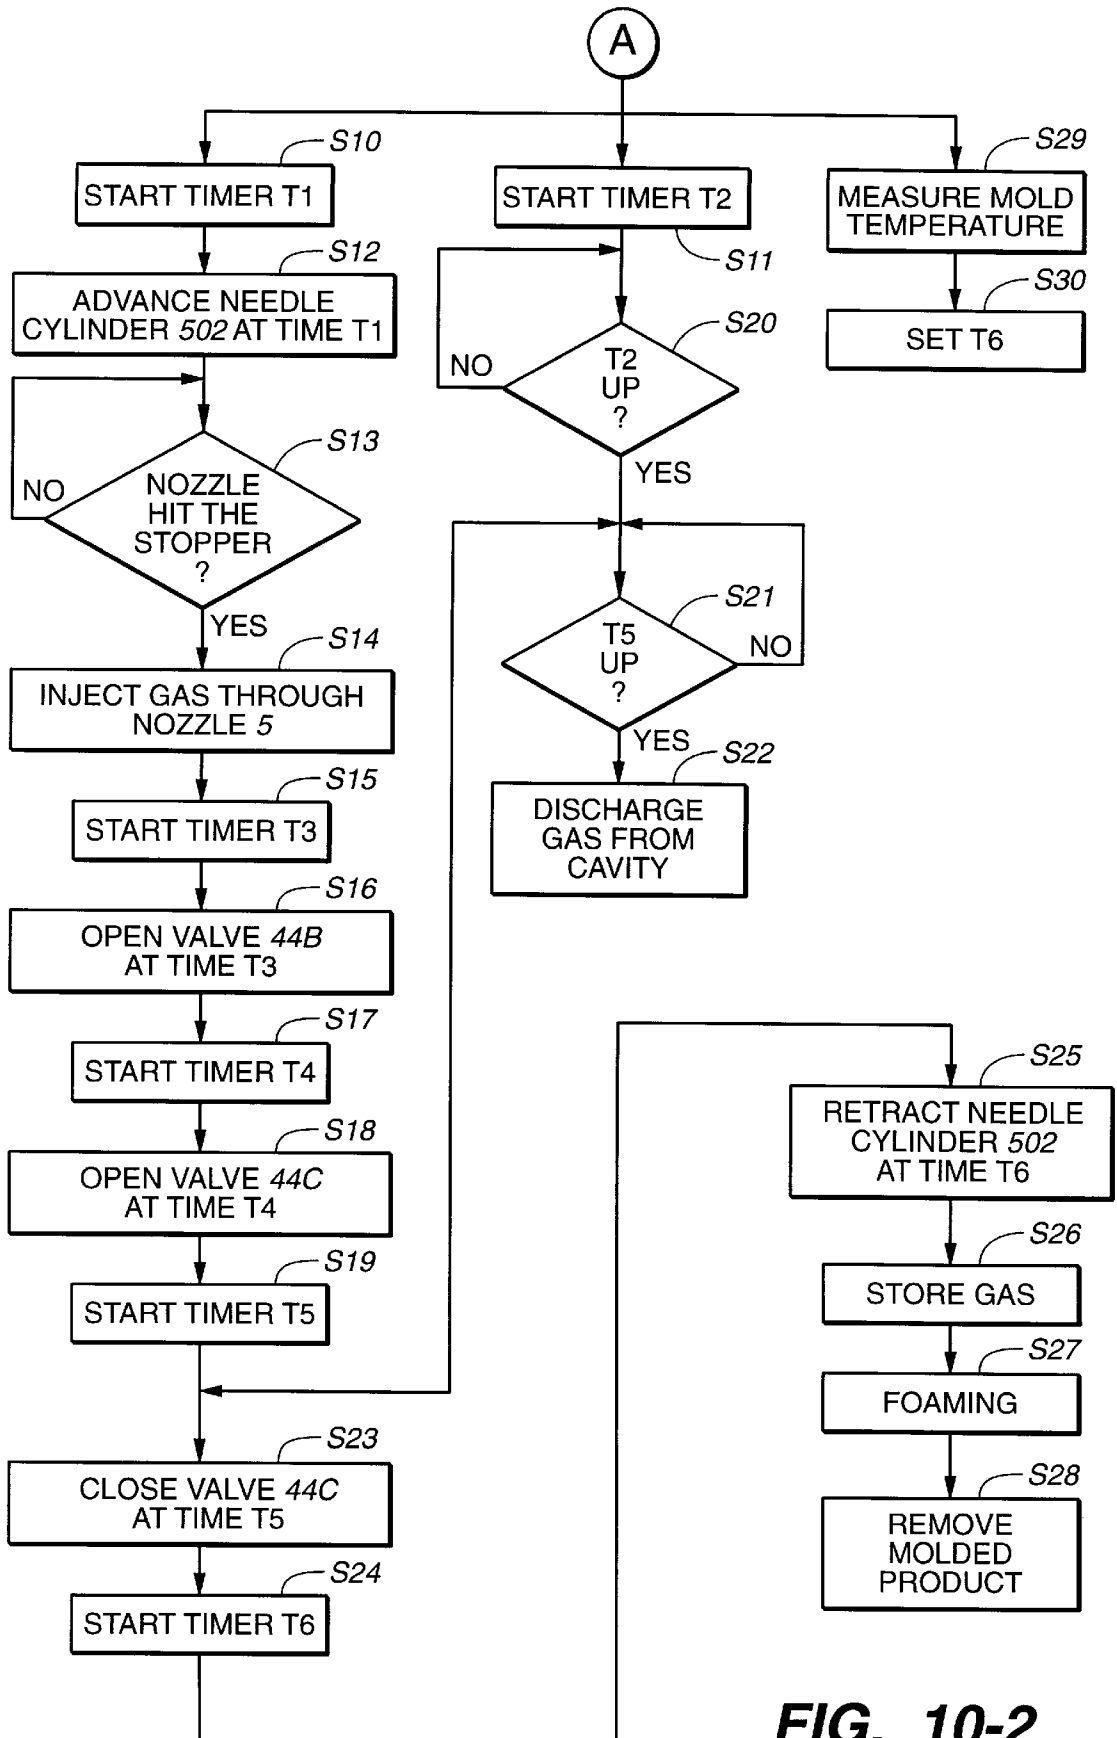 A
S10
START TIMER T1
S12
ADVANCE NEEDLE
CYLINDER 502 AT TIME T1
S13
NOZZLE
HIT THE
STOPPER
?
NO
YES
S14
INJECT GAS THROUGH
NOZZLE 5
S15
START TIMER T3
S16
OPEN VALVE 44B
AT TIME T3
S17
START TIMER T4
S18
OPEN VALVE 44C
AT TIME T4
S19
START TIMER T5
S23
CLOSE VALVE 44C
AT TIME T5
S24
START TIMER T6
START TIMER T2
S11
S20
T2
UP
?
NO
YES
S21
T5
UP
?
NO
YES
S22
DISCHARGE
GAS FROM
CAVITY
S29
MEASURE MOLD
TEMPERATURE
S30
SET T6
S25
RETRACT NEEDLE
CYLINDER 502
AT TIME T6
S26
STORE GAS
S27
FOAMING
S28
REMOVE
MOLDED
PRODUCT
FIG. 10-2